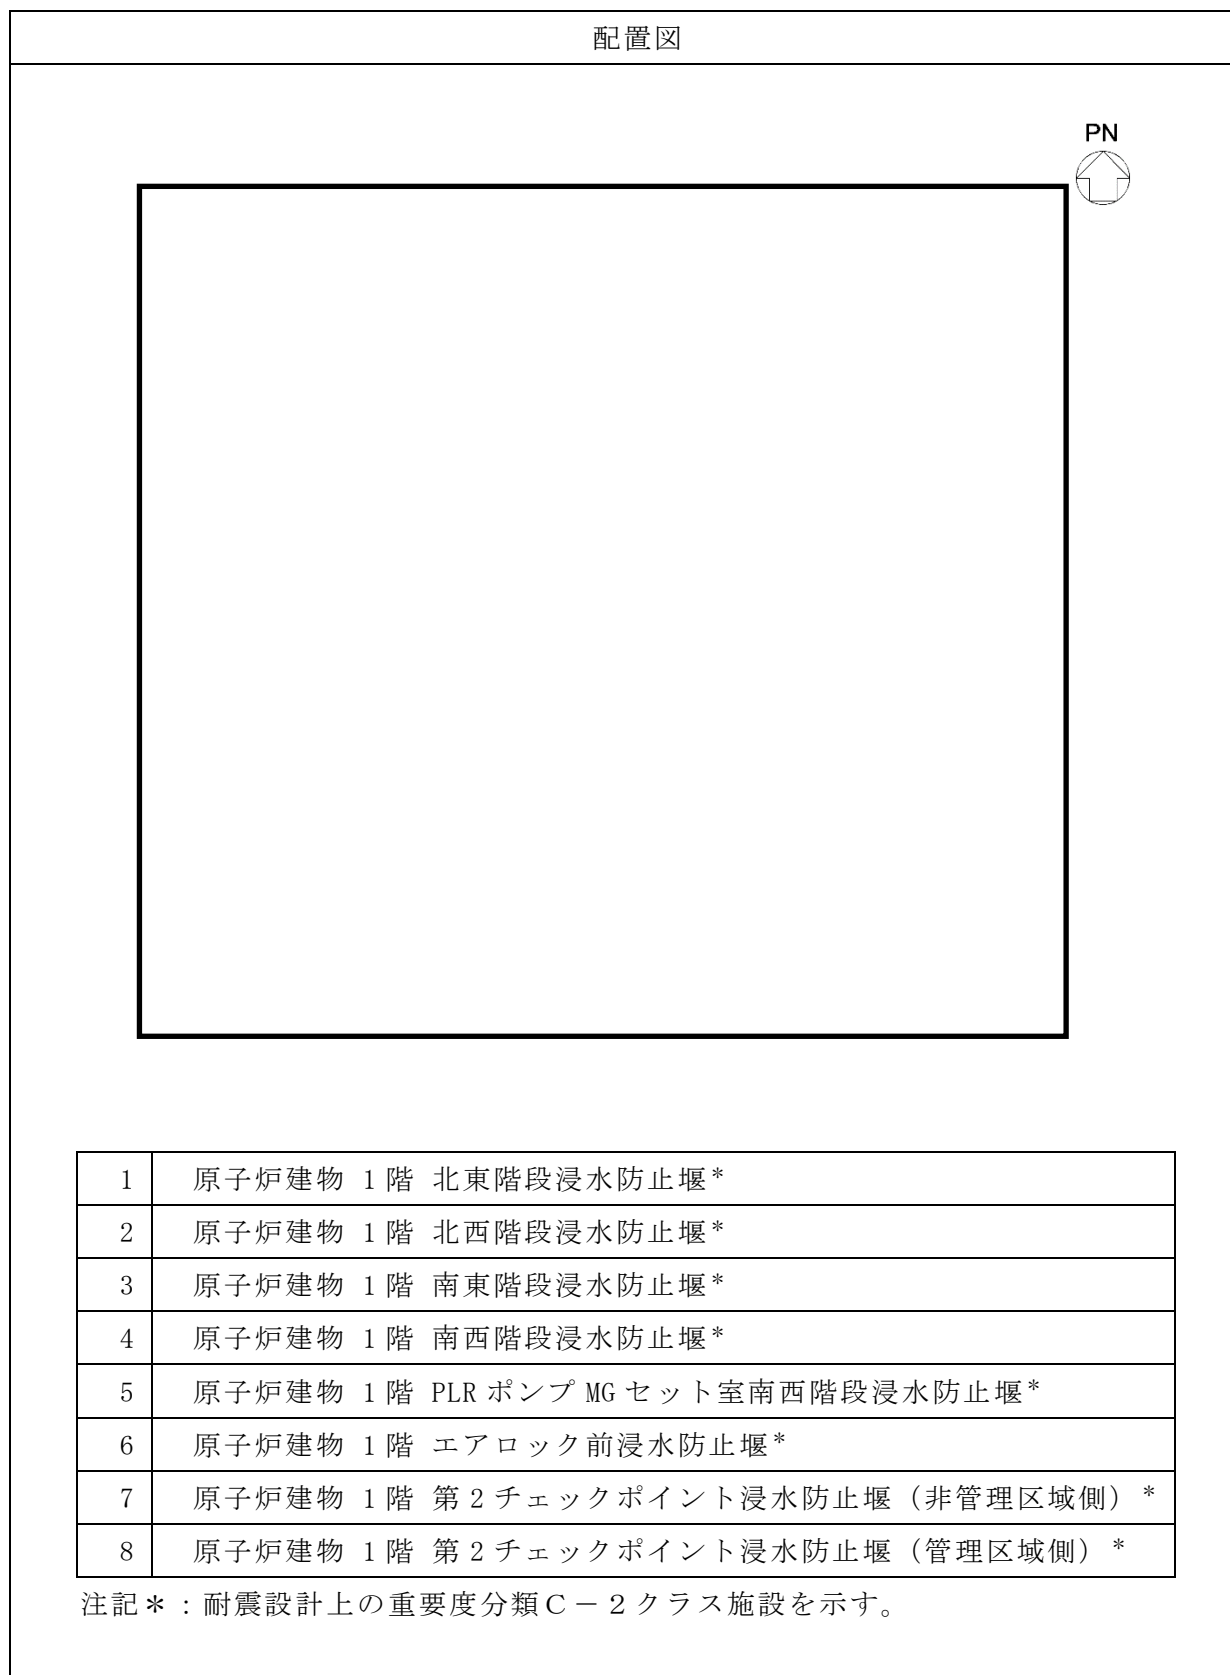 配置図
PN
1 原子炉建物 1階 北東階段浸水防止堰*
2 原子炉建物 1階 北西階段浸水防止堰*
3 原子炉建物 1階 南東階段浸水防止堰*
4 原子炉建物 1階 南西階段浸水防止堰*
5 原子炉建物 1階 PLRポンプMGセット室南西階段浸水防止堰*
6 原子炉建物 1階 エアロック前浸水防止堰*
7 原子炉建物 1階 第2チェックポイント浸水防止堰（非管理区域側）*
8 原子炉建物 1階 第2チェックポイント浸水防止堰（管理区域側）*
注記＊：耐震設計上の重要度分類Ｃ－２クラス施設を示す。